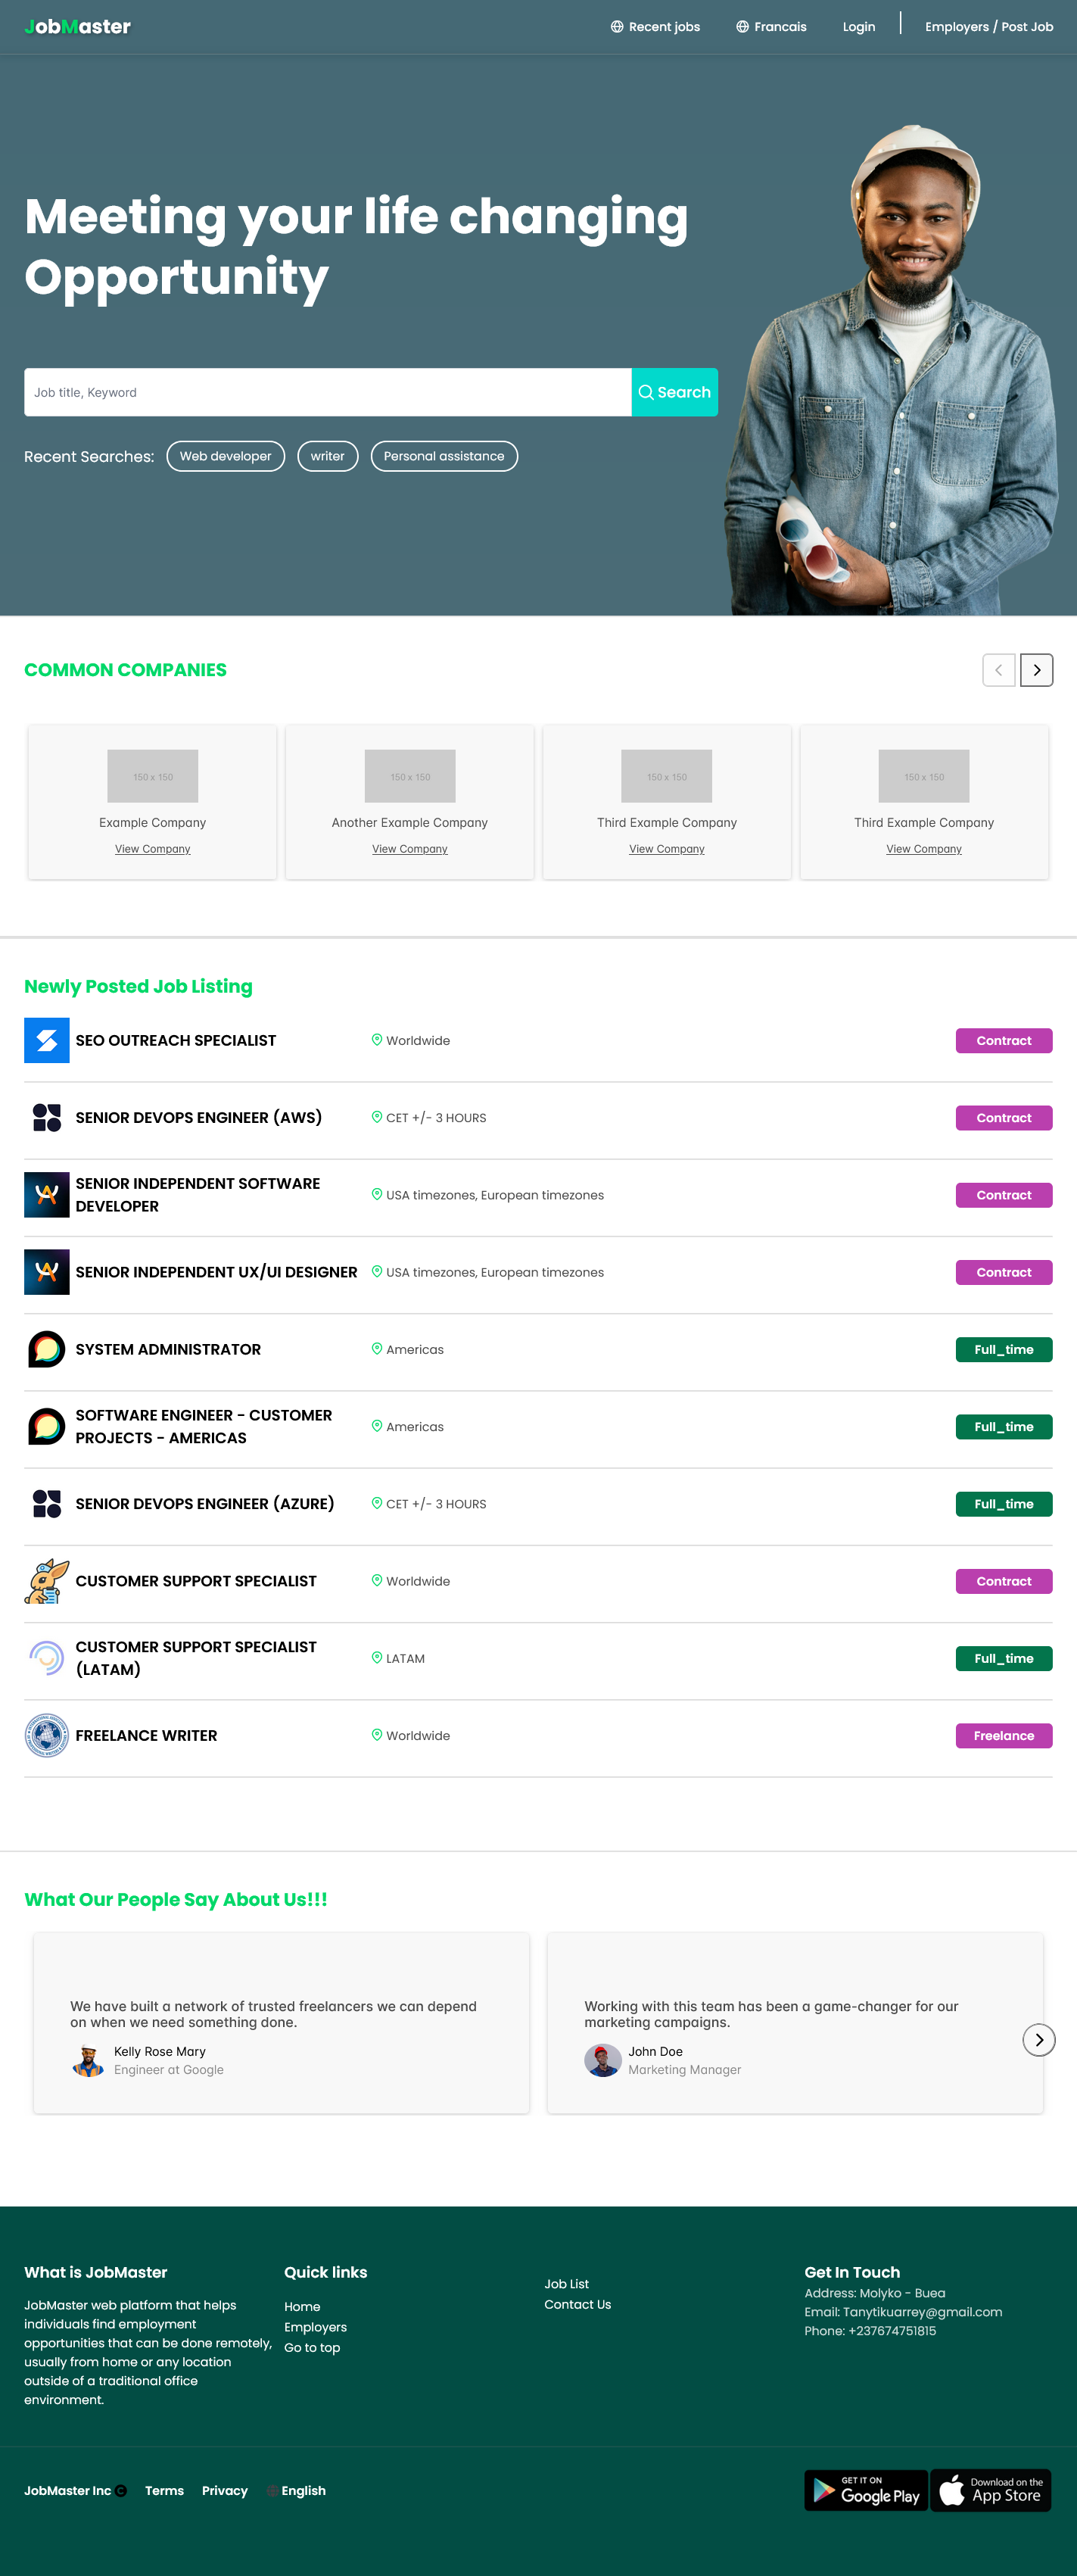 JobMaster
Recent jobs
Francais
Login
Employers / Post Job
Meeting your life changing
Opportunity
Job title, Keyword
Search
Recent Searches:
Web developer
writer
Personal assistance
COMMON COMPANIES
150 x 150
Example Company
View Company
150 x 150
Another Example Company
View Company
150 x 150
Third Example Company
View Company
150 x 150
Third Example Company
View Company
Newly Posted Job Listing
SEO OUTREACH SPECIALIST
Worldwide
Contract
SENIOR DEVOPS ENGINEER (AWS)
CET +/- 3 HOURS
Contract
SENIOR INDEPENDENT SOFTWARE
DEVELOPER
USA timezones, European timezones
Contract
SENIOR INDEPENDENT UX/UI DESIGNER
USA timezones, European timezones
Contract
SYSTEM ADMINISTRATOR
Americas
Full_time
SOFTWARE ENGINEER - CUSTOMER
PROJECTS - AMERICAS
Americas
Full_time
SENIOR DEVOPS ENGINEER (AZURE)
CET +/- 3 HOURS
Full_time
CUSTOMER SUPPORT SPECIALIST
Worldwide
Contract
CUSTOMER SUPPORT SPECIALIST
(LATAM)
LATAM
Full_time
FREELANCE WRITER
Worldwide
Freelance
What Our People Say About Us!!!
We have built a network of trusted freelancers we can depend
on when we need something done.
Kelly Rose Mary
Engineer at Google
Working with this team has been a game-changer for our
marketing campaigns.
John Doe
Marketing Manager
What is JobMaster
JobMaster web platform that helps
individuals find employment
opportunities that can be done remotely,
usually from home or any location
outside of a traditional office
environment.
Quick links
Home
Employers
Go to top
Job List
Contact Us
Get In Touch
Address: Molyko - Buea
Email: Tanytikuarrey@gmail.com
Phone: +237674751815
JobMaster Inc
Terms
Privacy
English
GET IT ON
Google Play
Download on the
App Store